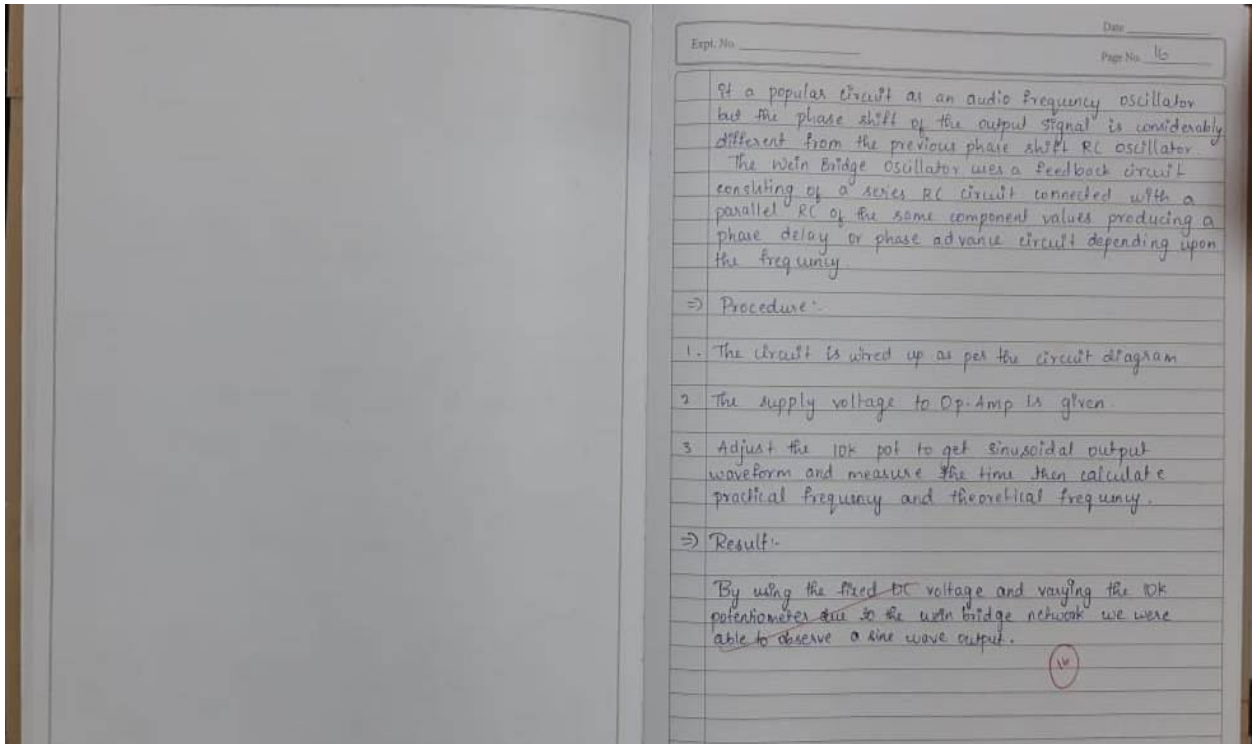 Date
Expt. No.
Page No. 16
It a popular circuit as an audio frequency oscillator
but the phase shift of the output signal is considerably
different from the previous phase shift RC oscillator.
The Wein Bridge Oscillator uses a feedback circuit
consisting of a series RC circuit connected with a
parallel RC of the same component values producing a
phase delay or phase advance circuit depending upon
the frequency
=> Procedure:-
1. The circuit is wired up as per the circuit diagram
2 The supply voltage to Op-Amp is given.
3 Adjust the 10k pot to get sinusoidal output
waveform and measure the time then calculate
practical frequency and theoretical frequency.
=> Result:-
By using the fixed DC voltage and varying the 10k
potentiometer due to the wein bridge network we were
able to observe a sine wave output.